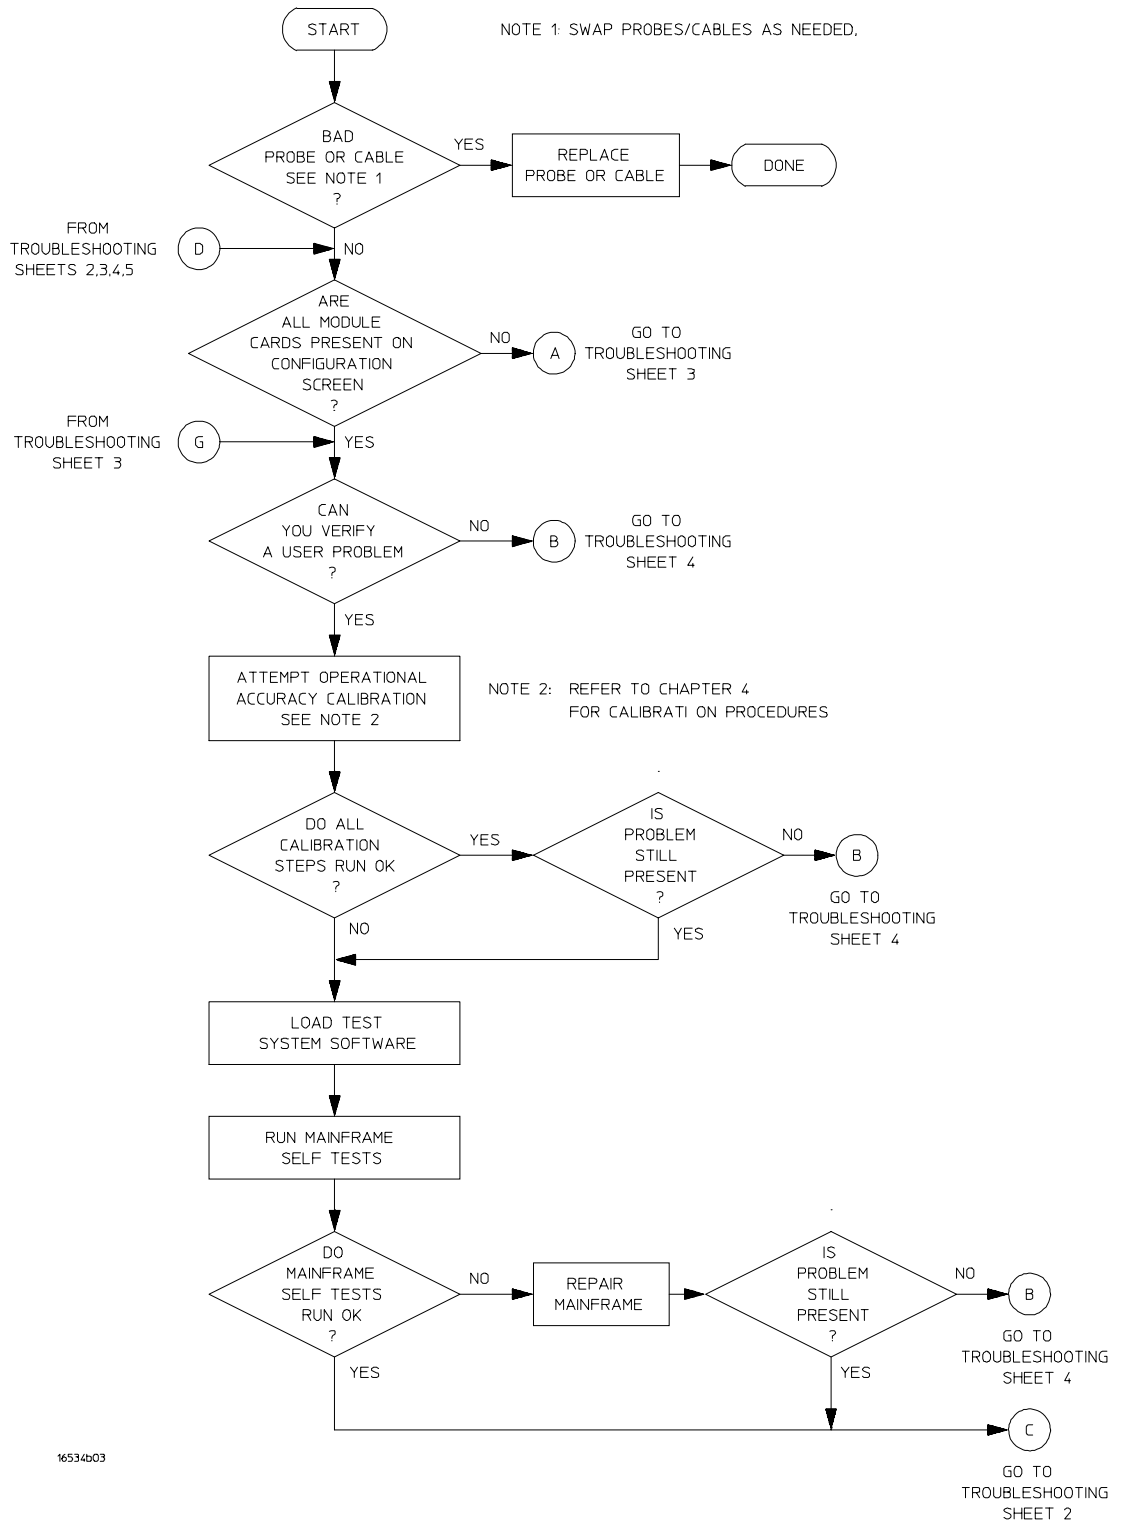 START
NOTE 1: SWAP PROBES/CABLES AS NEEDED.
BAD
PROBE OR CABLE
SEE NOTE 1
?
YES
REPLACE
PROBE OR CABLE
DONE
FROM
TROUBLESHOOTING
SHEETS 2,3,4,5
D
NO
ARE
ALL MODULE
CARDS PRESENT ON
CONFIGURATION
SCREEN
?
NO
A
GO TO
TROUBLESHOOTING
SHEET 3
FROM
TROUBLESHOOTING
SHEET 3
G
YES
CAN
YOU VERIFY
A USER PROBLEM
?
NO
B
GO TO
TROUBLESHOOTING
SHEET 4
YES
ATTEMPT OPERATIONAL
ACCURACY CALIBRATION
SEE NOTE 2
NOTE 2: REFER TO CHAPTER 4
FOR CALIBRATI ON PROCEDURES
DO ALL
CALIBRATION
STEPS RUN OK
?
YES
IS
PROBLEM
STILL
PRESENT
?
NO
B
GO TO
TROUBLESHOOTING
SHEET 4
NO
YES
LOAD TEST
SYSTEM SOFTWARE
RUN MAINFRAME
SELF TESTS
DO
MAINFRAME
SELF TESTS
RUN OK
?
NO
REPAIR
MAINFRAME
IS
PROBLEM
STILL
PRESENT
?
NO
B
GO TO
TROUBLESHOOTING
SHEET 4
YES
YES
C
GO TO
TROUBLESHOOTING
SHEET 2
16534b03